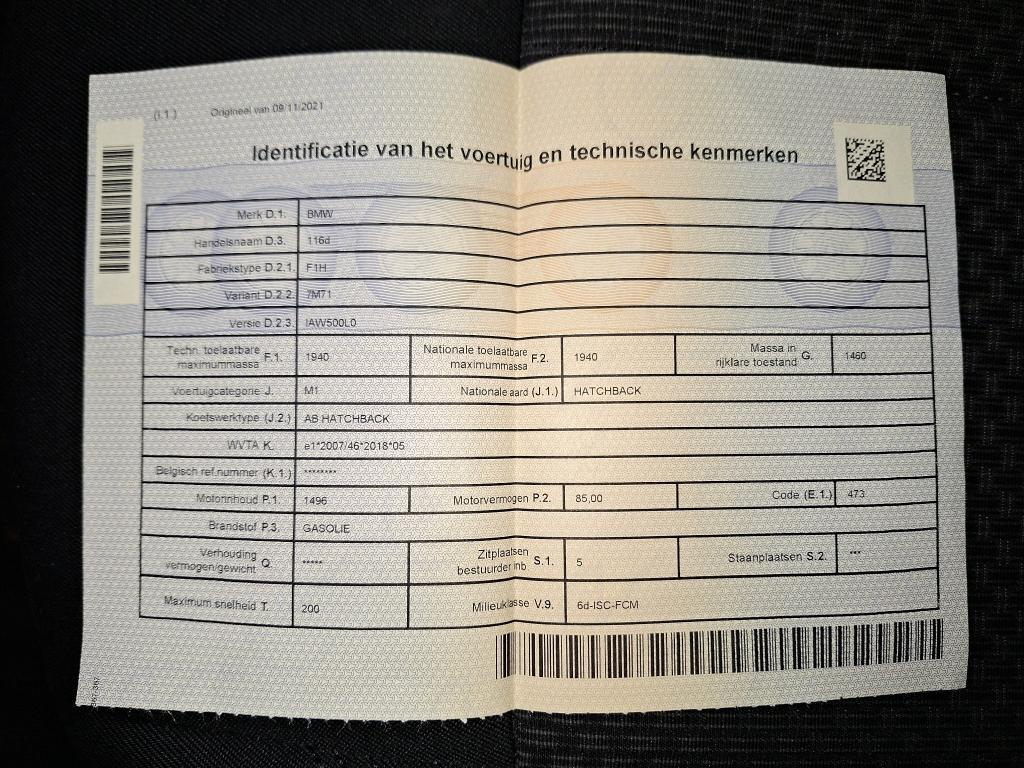 (I.1.) Origineel van 09/11/2021
Identificatie van het voertuig en technische kenmerken
Merk D.1. BMW
Handelsnaam D.3. 116d
Fabriekstype D.2.1. F1H
Variant D.2.2. 7M71
Versie D.2.3. IAW500L0
Techn. toelaatbare maximummassa F.1. 1940 Nationale toelaatbare maximummassa F.2. 1940 Massa in rijklare toestand G. 1460
Voertuigcategorie J. M1 Nationale aard (J.1.) HATCHBACK
Koetswerktype (J.2.) AB HATCHBACK
WVTA K. e1*2007/46*2018*05
Belgisch ref.nummer (K.1.) ********
Motorinhoud P.1. 1496 Motorvermogen P.2. 85,00 Code (E.1.) 473
Brandstof P.3. GASOLIE
Verhouding vermogen/gewicht Q. ***** Zitplaatsen bestuurder inb. S.1. 5 Staanplaatsen S.2. ***
Maximum snelheid T. 200 Milieuklasse V.9. 6d-ISC-FCM